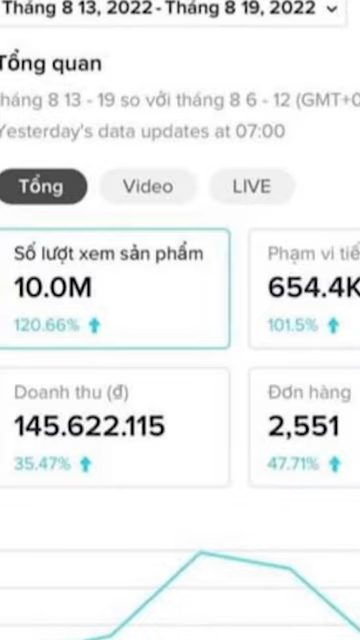 Tháng 8 13, 2022 - Tháng 8 19, 2022
Tổng quan
háng 8 13 - 19 so với tháng 8 6 - 12 (GMT+0
Yesterday's data updates at 07:00
Tổng
Video
LIVE
Số lượt xem sản phẩm
10.0M
120.66%
Phạm vi tiế
654.4K
101.5%
Doanh thu (đ)
145.622.115
35.47%
Đơn hàng
2,551
47.71%